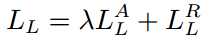 L_L = λL_L^A + L_L^R